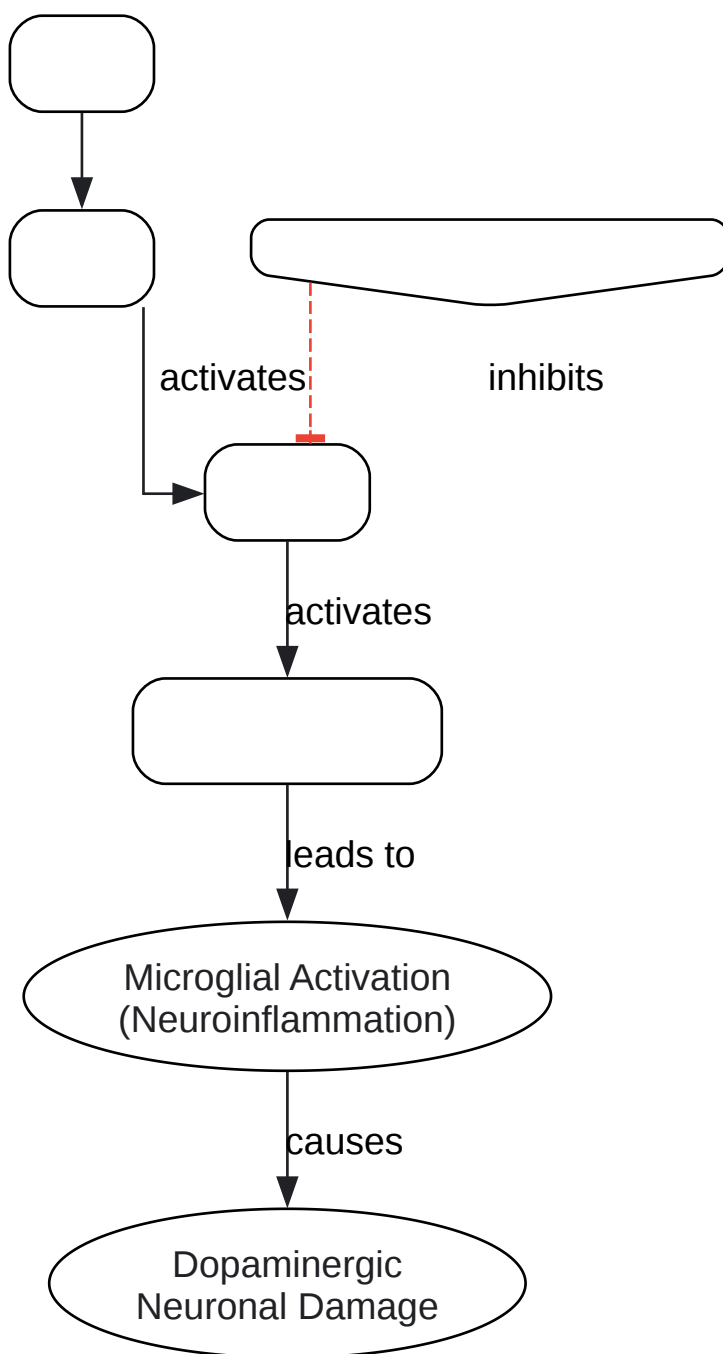 activates
inhibits
activates
leads to
Microglial Activation
(Neuroinflammation)
causes
Dopaminergic
Neuronal Damage